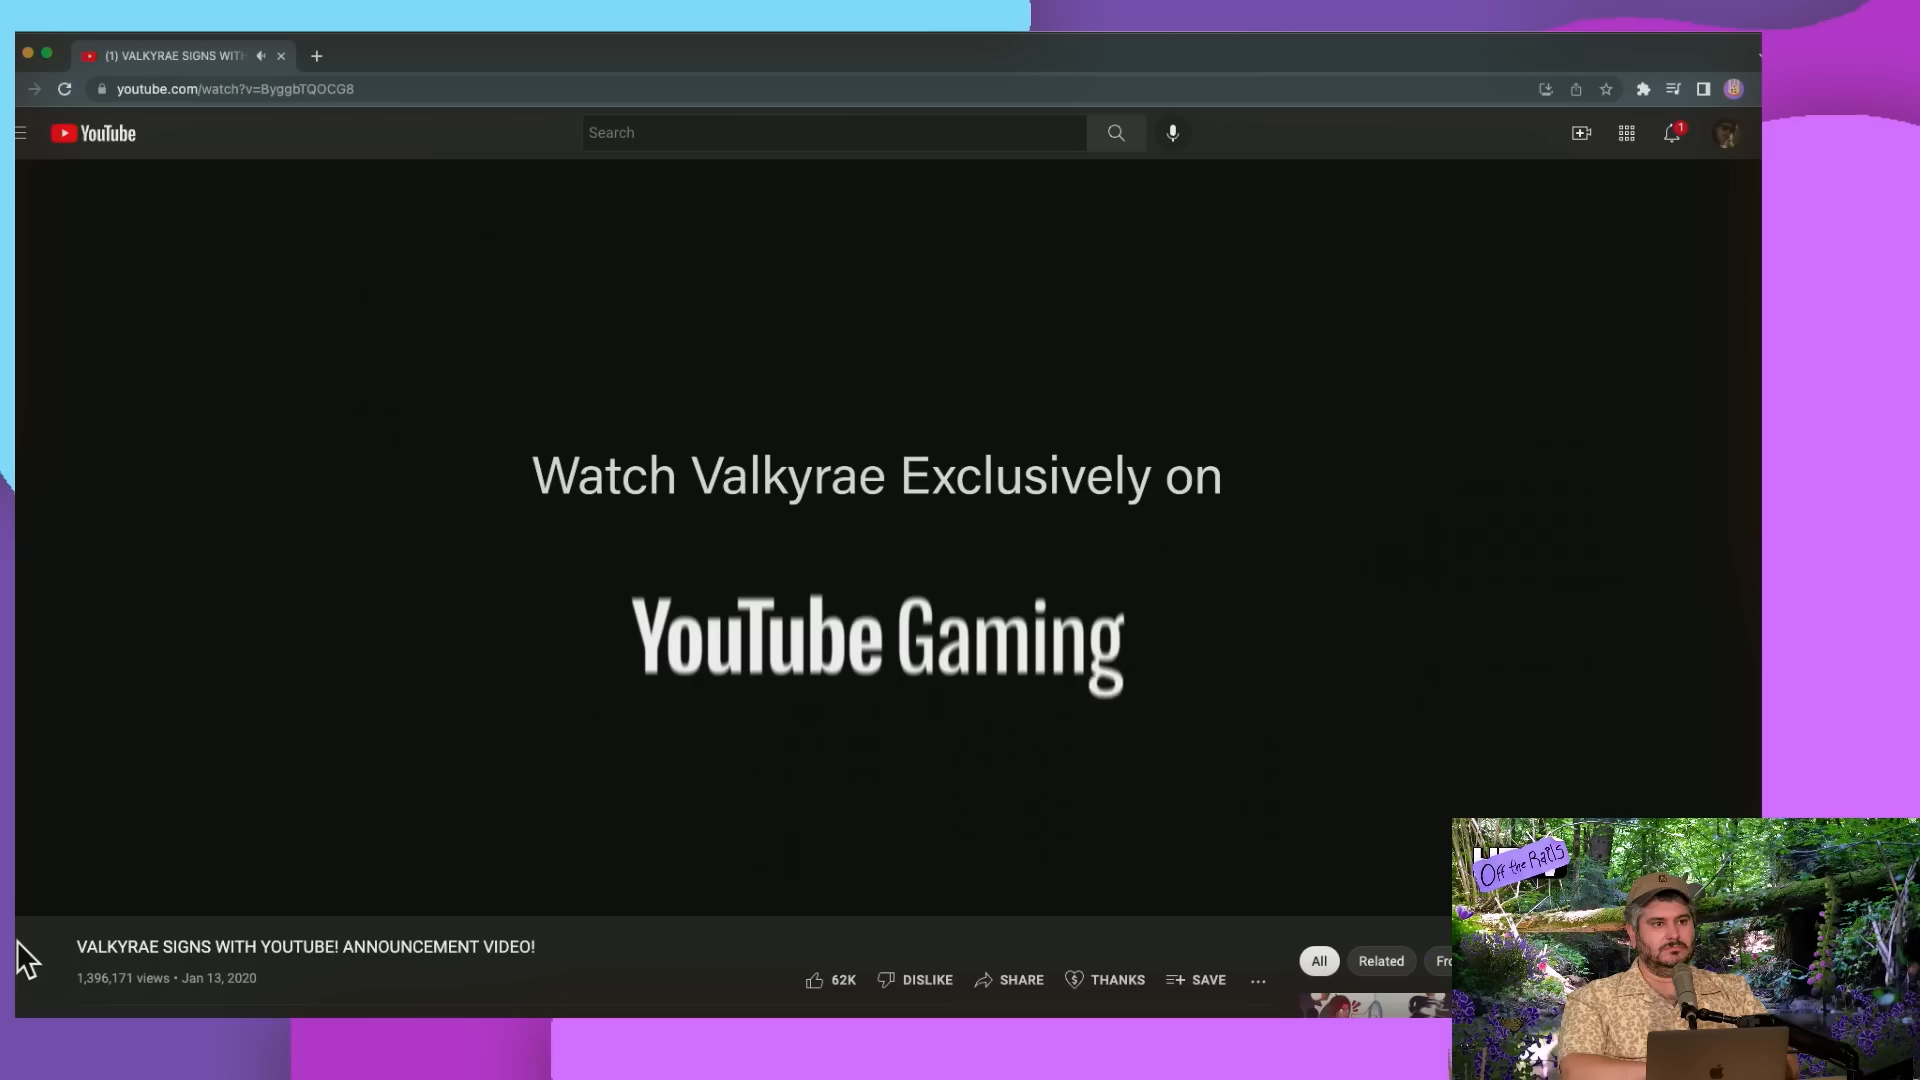 (1) VALKYRAE SIGNS WITH
youtube.com/watch?v=ByggbTQOCG8
YouTube
Search
1
Watch Valkyrae Exclusively on
YouTube Gaming
VALKYRAE SIGNS WITH YOUTUBE! ANNOUNCEMENT VIDEO!
1,396,171 views • Jan 13, 2020
62K
DISLIKE
SHARE
THANKS
SAVE
All
Related
Fro
Off the Rails